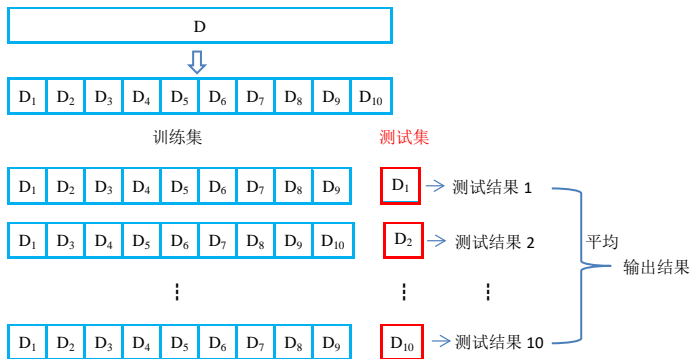 D
D₁ D₂ D₃ D₄ D₅ D₆ D₇ D₈ D₉ D₁₀
训练集 测试集
D₁ D₂ D₃ D₄ D₅ D₆ D₇ D₈ D₉ D₁ 测试结果 1
D₁ D₃ D₄ D₅ D₆ D₇ D₈ D₉ D₁₀ D₂ 测试结果 2
平均
输出结果
D₁ D₂ D₃ D₄ D₅ D₆ D₇ D₈ D₉ D₁₀ 测试结果 10